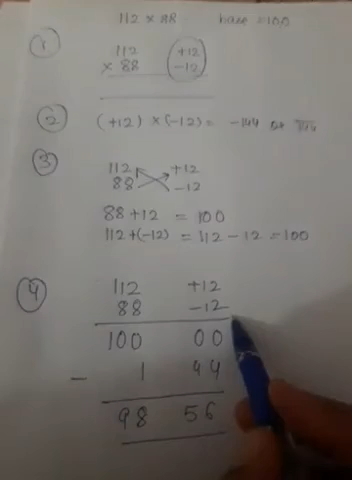 112 × 88 base = 100
1
112 +12
× 88 -12
2 (+12) × (-12) = -144 or
3
112 +12
88 -12
88 + 12 = 100
112 + (-12) = 112 - 12 = 100
4
112 +12
88 -12
100 00
- 1 44
98 56